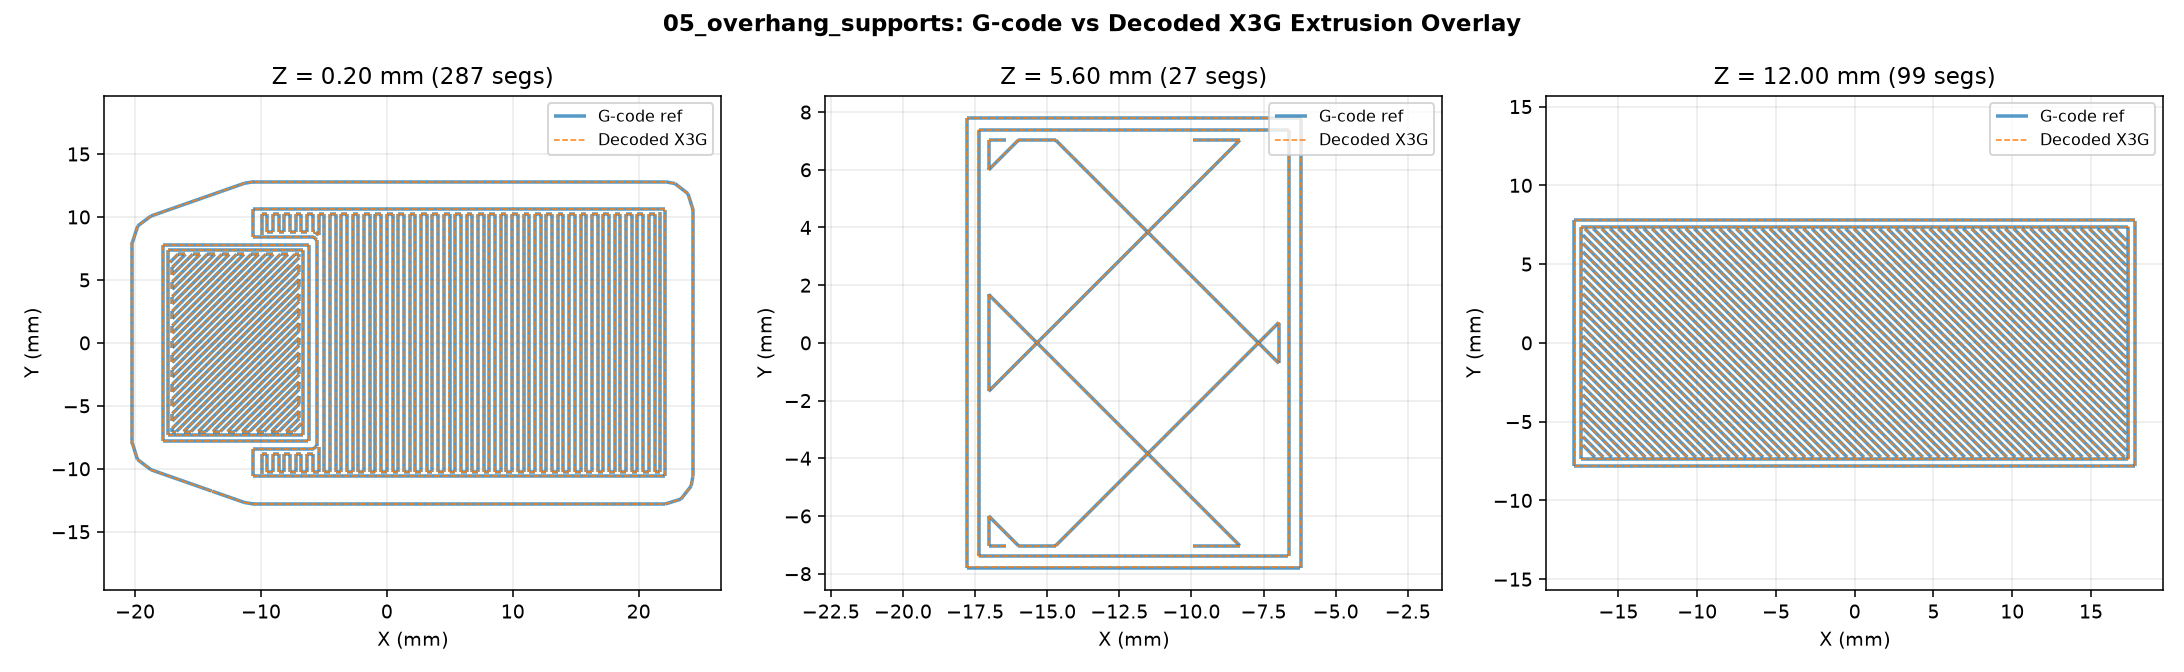 05_overhang_supports: G-code vs Decoded X3G Extrusion Overlay
Z = 0.20 mm (287 segs)
G-code ref
Decoded X3G
15
10
5
0
−5
−10
−15
Y (mm)
−20
−10
0
10
20
X (mm)
Z = 5.60 mm (27 segs)
G-code ref
Decoded X3G
8
6
4
2
0
−2
−4
−6
−8
Y (mm)
−22.5
−20.0
−17.5
−15.0
−12.5
−10.0
−7.5
−5.0
−2.5
X (mm)
Z = 12.00 mm (99 segs)
G-code ref
Decoded X3G
15
10
5
0
−5
−10
−15
Y (mm)
−15
−10
−5
0
5
10
15
X (mm)